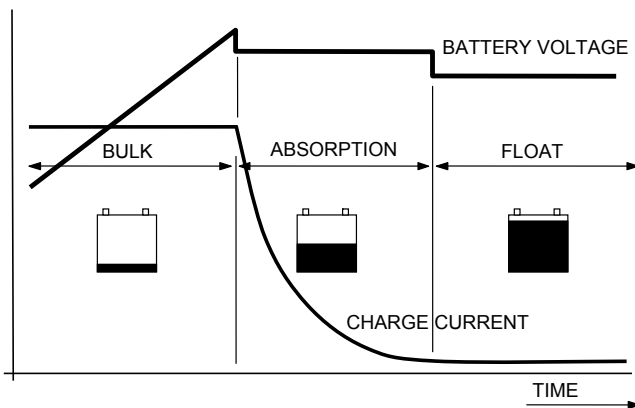 BATTERY VOLTAGE
BULK
ABSORPTION
FLOAT
CHARGE CURRENT
TIME